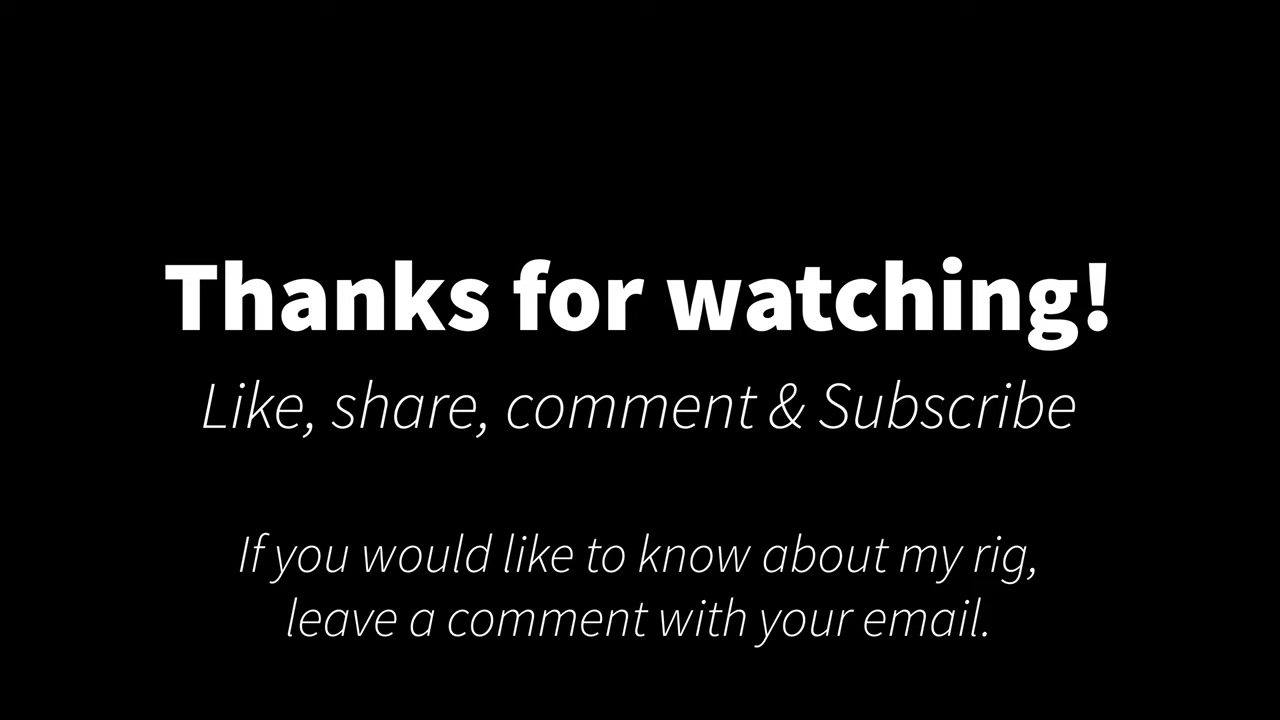 Thanks for watching!
Like, share, comment & Subscribe
If you would like to know about my rig,
leave a comment with your email.